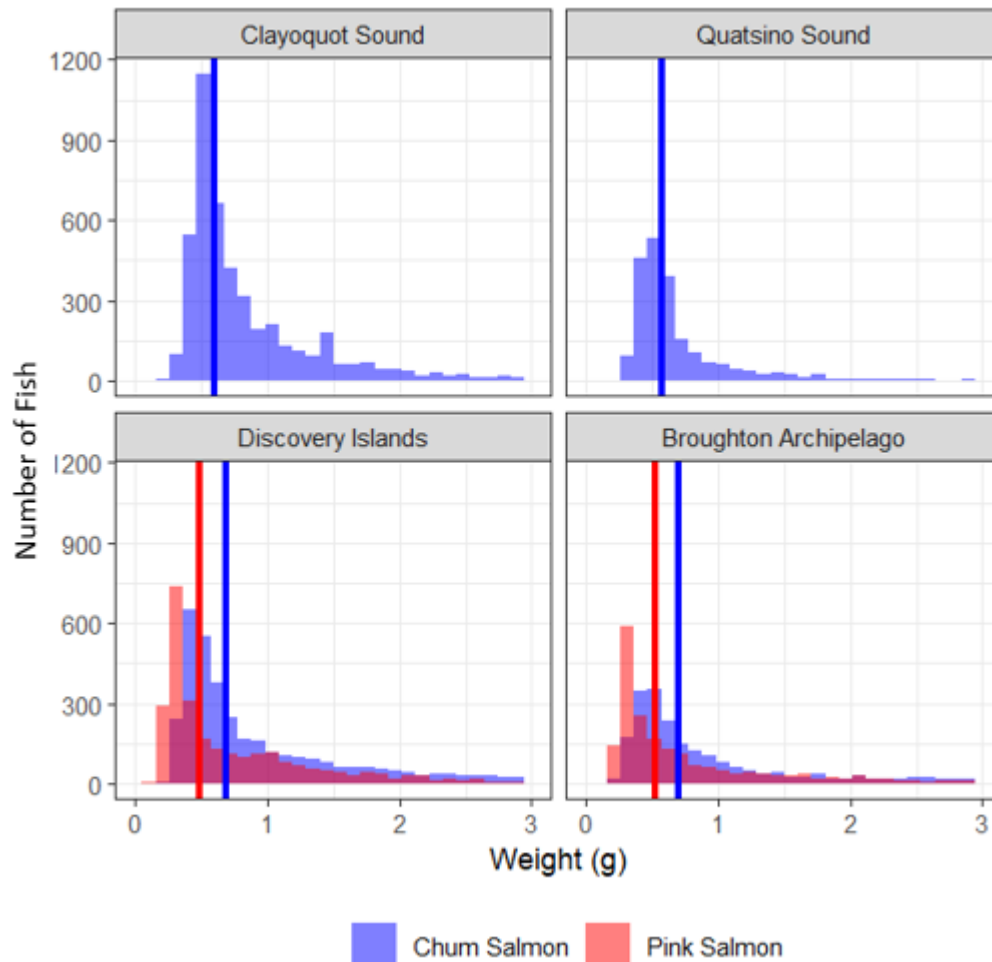 Clayoquot Sound
Quatsino Sound
1200
900
600
300
0
Discovery Islands
Broughton Archipelago
1200
900
600
300
0
Number of Fish
0 1 2 3
0 1 2 3
Weight (g)
Chum Salmon Pink Salmon